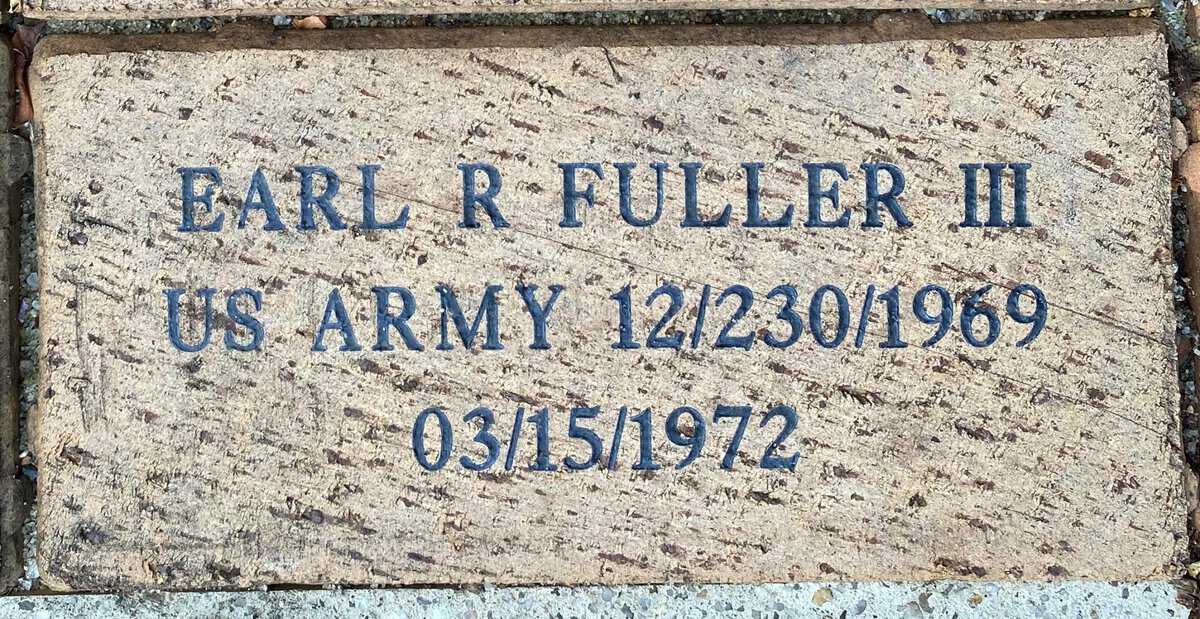 EARL R FULLER III
US ARMY 12/230/1969
03/15/1972